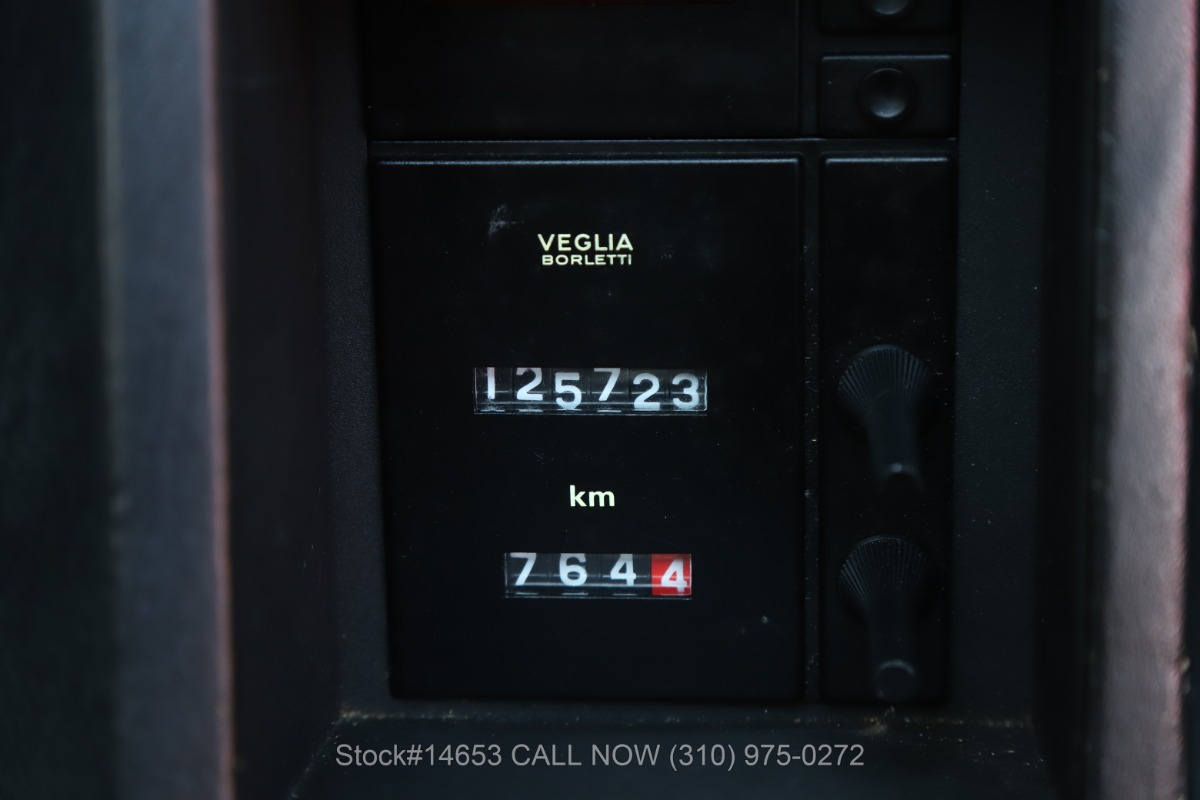 VEGLIA
BORLETTI
125723
km
7644
Stock#14653 CALL NOW (310) 975-0272